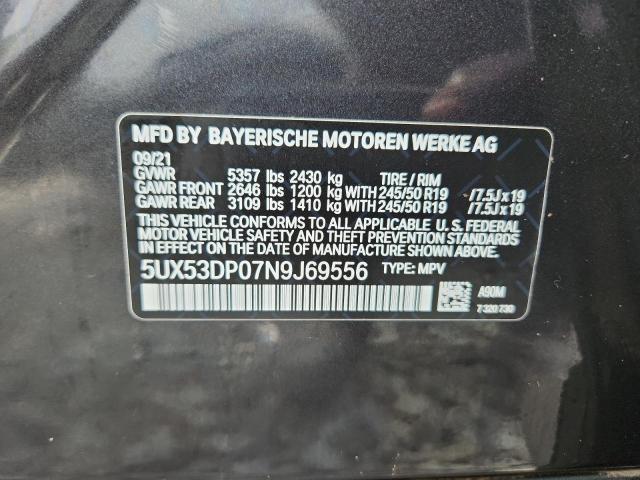 MFD BY BAYERISCHE MOTOREN WERKE AG
09/21
GVWR 5357 lbs 2430 kg TIRE / RIM
GAWR FRONT 2646 lbs 1200 kg WITH 245/50 R19 /7.5Jx19
GAWR REAR 3109 lbs 1410 kg WITH 245/50 R19 /7.5Jx19
THIS VEHICLE CONFORMS TO ALL APPLICABLE U. S. FEDERAL
MOTOR VEHICLE SAFETY AND THEFT PREVENTION STANDARDS
IN EFFECT ON THE DATE OF MANUFACTURE SHOWN ABOVE.
5UX53DP07N9J69556 TYPE: MPV
A90M
7 320 730